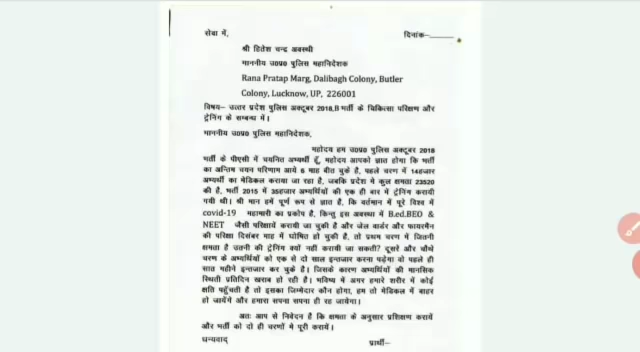 सेवा में,
दिनांक-
श्री हितेश चन्द्र अवस्थी
माननीय उ0प्र0 पुलिस महानिदेशक
Rana Pratap Marg, Dalibagh Colony, Butler
Colony, Lucknow, UP, 226001
विषय– उत्तर प्रदेश पुलिस अक्टूबर 2018,B भर्ती के चिकित्सा परिक्षण और
ट्रेनिंग के सम्बन्ध में।
माननीय उ0प्र0 पुलिस महानिदेशक,
महोदय हम उ0प्र0 पुलिस अक्टूबर 2018
भर्ती के पीएसी में चयनित अभ्यर्थी हूँ, महोदय आपको ज्ञात होगा कि भर्ती
का अन्तिम चयन परिणाम आये 6 माह बीत चुके है, पहले चरण में 14हजार
अभ्यर्थी का मेडिकल कराया जा रहा है, जबकि प्रदेश मे कुल क्षमता 23520
की है, भर्ती 2015 में 35हजार अभ्यर्थियों की एक ही बार में ट्रेनिंग करायी
गयी थी। श्री मान हमें पूर्ण रूप से ज्ञात है, कि वर्तमान में पूरे विश्व में
covid-19 महामारी का प्रकोप है, किन्तु इस अवस्था में B.ed.BEO &
NEET जैसी परिक्षायें करायी जा चुकी है और जेल वार्डर और फायरमैन
की परिक्षा दिसंबर माह में घोषित हो चुकी है, तो प्रथम चरण में जितनी
क्षमता है उतनी की ट्रेनिंग क्यों नहीं करायी जा सकती? दूसरे और चौथे
चरण के अभ्यर्थियों को एक से दो साल इन्तजार करना पड़ेगा वो पहले ही
सात महीने इन्तजार कर चुके है। जिसके कारण अभ्यर्थियों की मानसिक
स्थिती प्रतिदिन खराब हो रही है। भविष्य में अगर हमारे शरीर में कोई
क्षति पहुँचती है तो इसका जिम्मेदार कौन होगा, हम तो मेडिकल में बाहर
हो जायेंगे और हमारा सपना सपना ही रह जायेगा।
अतः आप से निवेदन है कि क्षमता के अनुसार प्रशिक्षण करायें
और भर्ती को दो ही चरणों मे पूरी करायें।
धन्यवाद्
प्रार्थी–